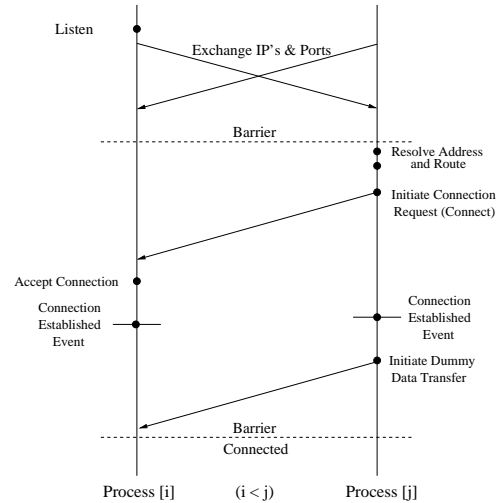 Listen
Exchange IP's & Ports
Barrier
Resolve Address
and Route
Initiate Connection
Request (Connect)
Accept Connection
Connection
Established
Event
Connection
Established
Event
Initiate Dummy
Data Transfer
Barrier
Connected
Process [i]
(i < j)
Process [j]